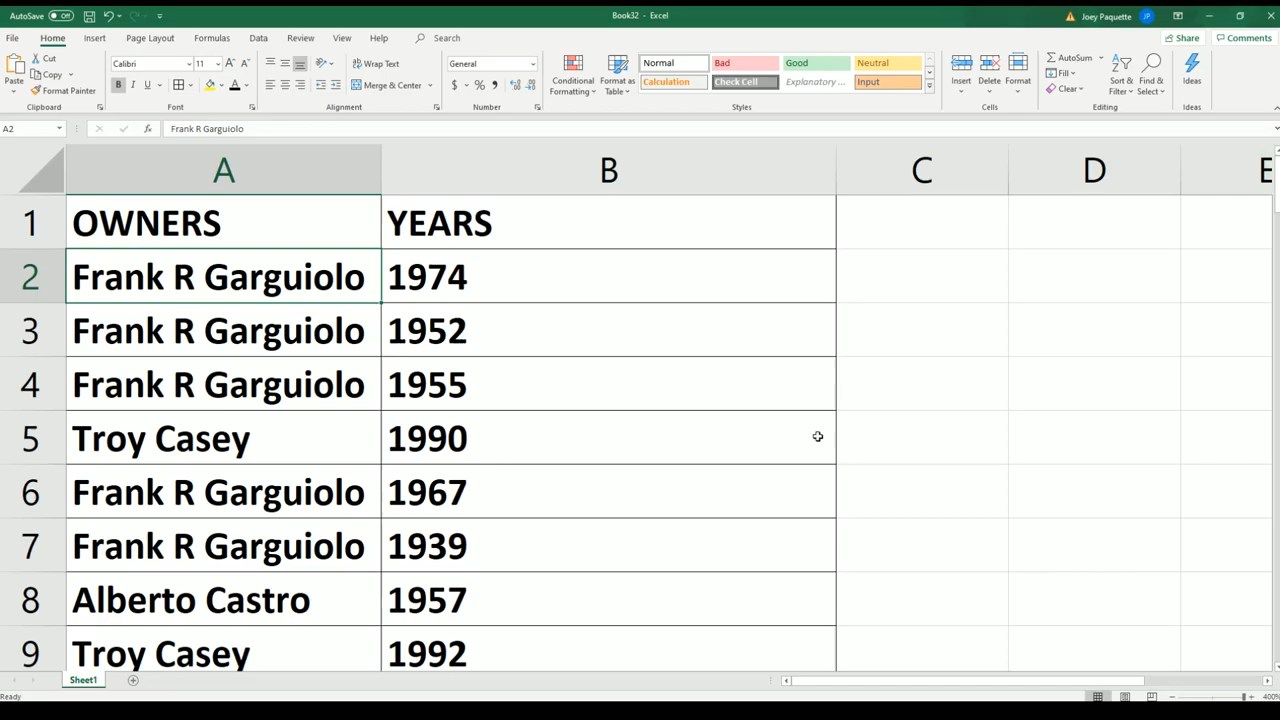 AutoSave Off Book32 - Excel Joey Paquette JP
File Home Insert Page Layout Formulas Data Review View Help Search Share Comments
Paste Cut Copy Format Painter Clipboard
Calibri 11 B I U Font
Wrap Text Merge & Center Alignment
General $ % Number
Conditional Formatting Format as Table
Normal Bad Good Neutral
Calculation Check Cell Explanatory ... Input
Styles
Insert Delete Format Cells
AutoSum Fill Clear Sort & Filter Find & Select Editing
Ideas Ideas
A2 fx Frank R Garguiolo
A B C D E
1 OWNERS YEARS
2 Frank R Garguiolo 1974
3 Frank R Garguiolo 1952
4 Frank R Garguiolo 1955
5 Troy Casey 1990
6 Frank R Garguiolo 1967
7 Frank R Garguiolo 1939
8 Alberto Castro 1957
9 Troy Casey 1992
Sheet1
Ready 400%